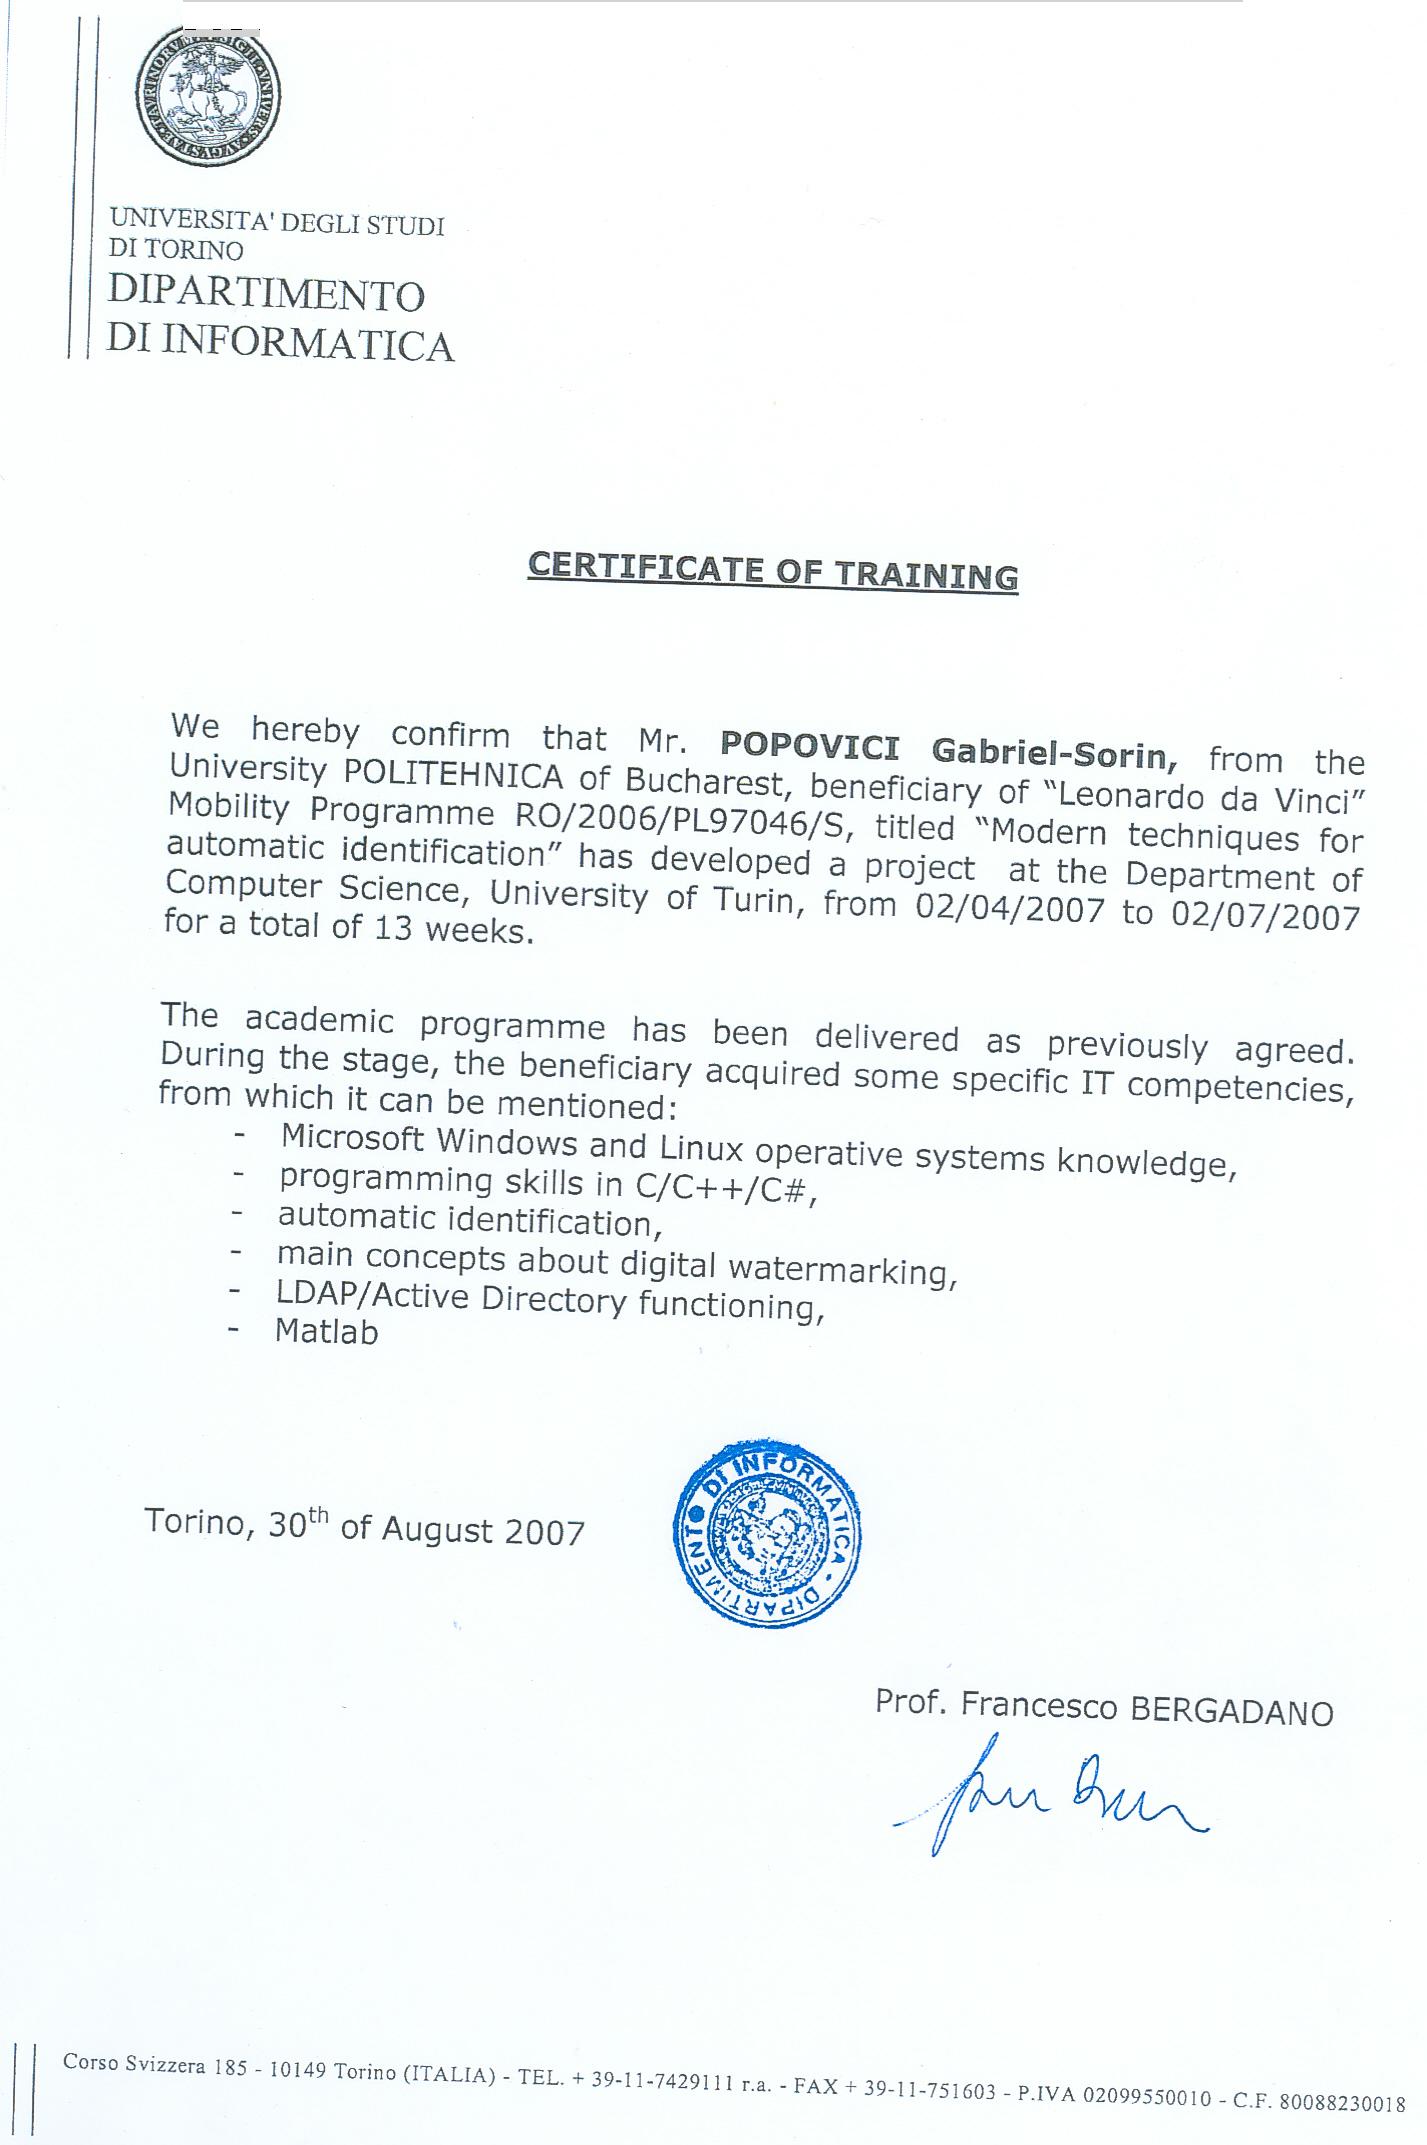 UNIVERSITA' DEGLI STUDI
DI TORINO
DIPARTIMENTO
DI INFORMATICA
CERTIFICATE OF TRAINING
We hereby confirm that Mr. POPOVICI Gabriel-Sorin, from the
University POLITEHNICA of Bucharest, beneficiary of “Leonardo da Vinci”
Mobility Programme RO/2006/PL97046/S, titled “Modern techniques for
automatic identification” has developed a project at the Department of
Computer Science, University of Turin, from 02/04/2007 to 02/07/2007
for a total of 13 weeks.
The academic programme has been delivered as previously agreed.
During the stage, the beneficiary acquired some specific IT competencies,
from which it can be mentioned:
- Microsoft Windows and Linux operative systems knowledge,
- programming skills in C/C++/C#,
- automatic identification,
- main concepts about digital watermarking,
- LDAP/Active Directory functioning,
- Matlab
DIPARTIMENTO DI INFORMATICA
Torino, 30th of August 2007
Prof. Francesco BERGADANO
Corso Svizzera 185 - 10149 Torino (ITALIA) - TEL. + 39-11-7429111 r.a. - FAX + 39-11-751603 - P.IVA 02099550010 - C.F. 80088230018